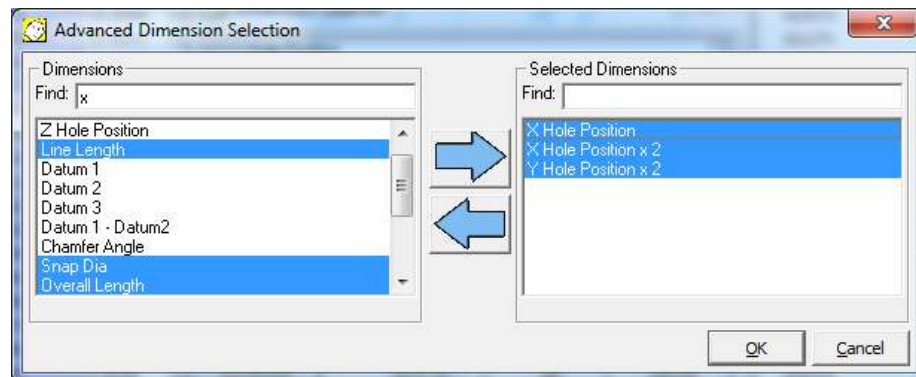 Advanced Dimension Selection
Dimensions
Find: x
Z Hole Position
Line Length
Datum 1
Datum 2
Datum 3
Datum 1 - Datum2
Chamfer Angle
Snap Dia
Overall Length
Selected Dimensions
Find:
X Hole Position
X Hole Position x 2
Y Hole Position x 2
OK
Cancel